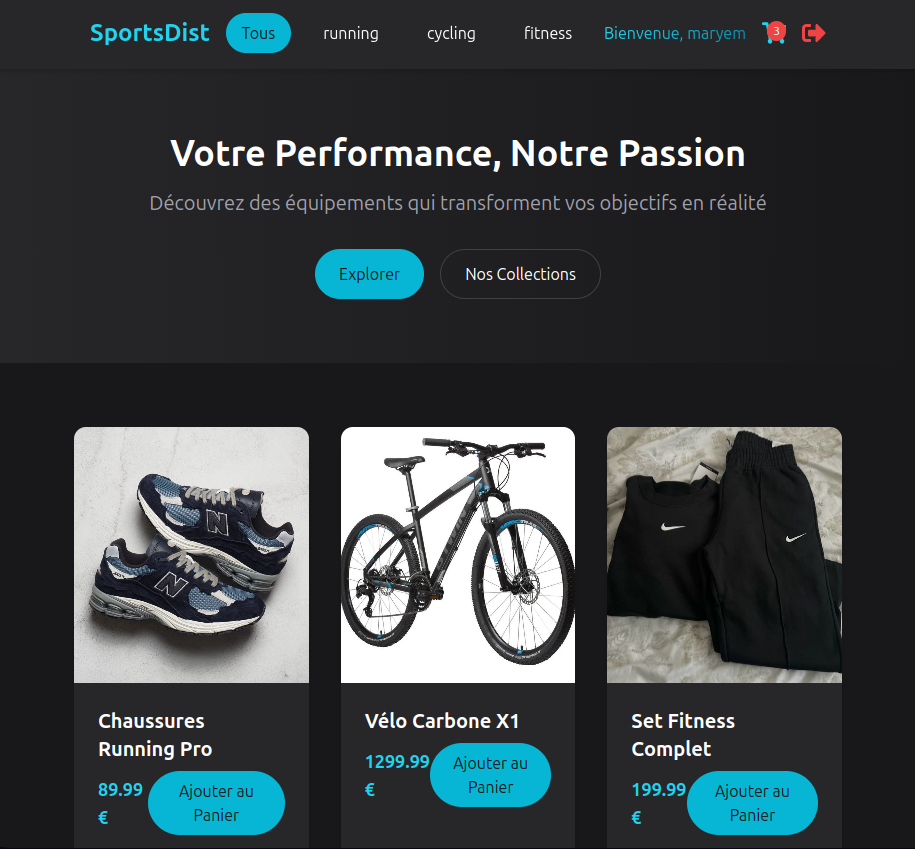 SportsDist Tous running cycling fitness Bienvenue, maryem 3
Votre Performance, Notre Passion
Découvrez des équipements qui transforment vos objectifs en réalité
Explorer Nos Collections
N
N
Chaussures
Running Pro
89.99
€
Ajouter au
Panier
Vélo Carbone X1
1299.99
€
Ajouter au
Panier
Set Fitness
Complet
199.99
€
Ajouter au
Panier